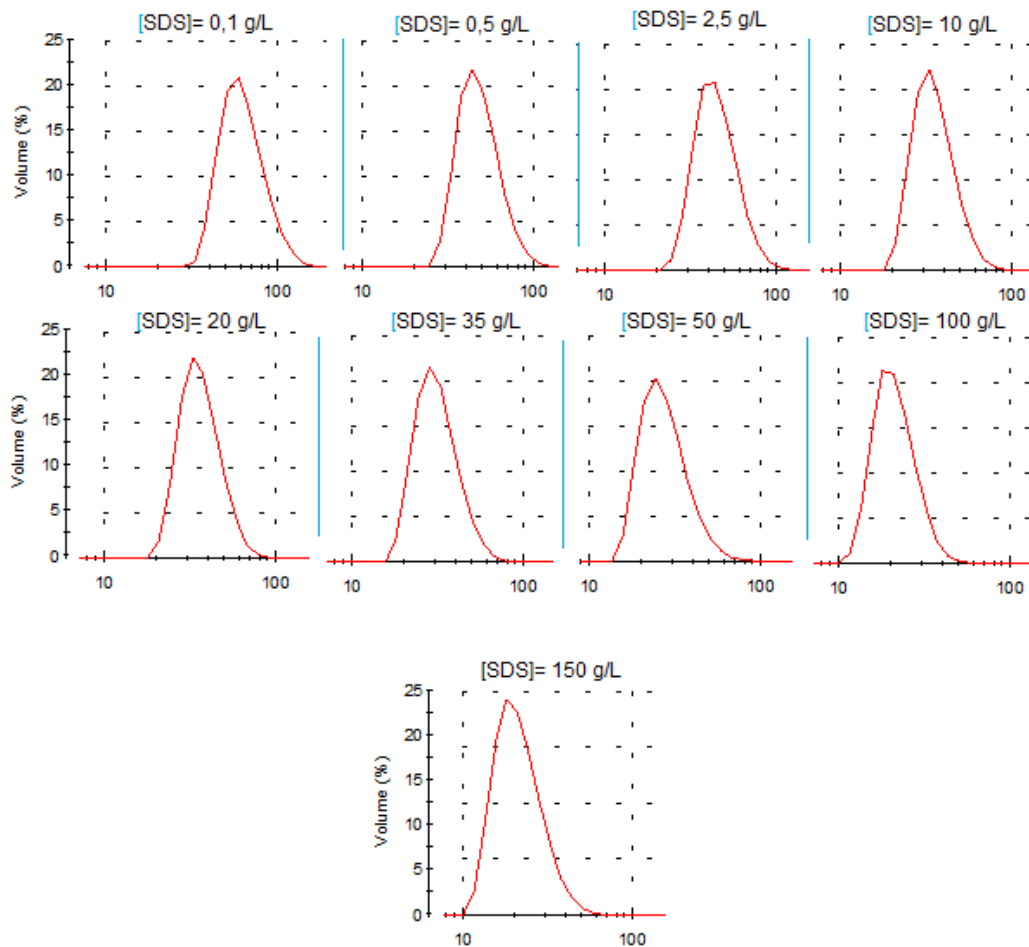 [SDS]= 0,1 g/L
[SDS]= 0,5 g/L
[SDS]= 2,5 g/L
[SDS]= 10 g/L
25
20
15
10
5
0
Volume (%)
10 100
10 100
10 100
10 100
[SDS]= 20 g/L
[SDS]= 35 g/L
[SDS]= 50 g/L
[SDS]= 100 g/L
25
20
15
10
5
0
Volume (%)
10 100
10 100
10 100
10 100
[SDS]= 150 g/L
25
20
15
10
5
0
Volume (%)
10 100